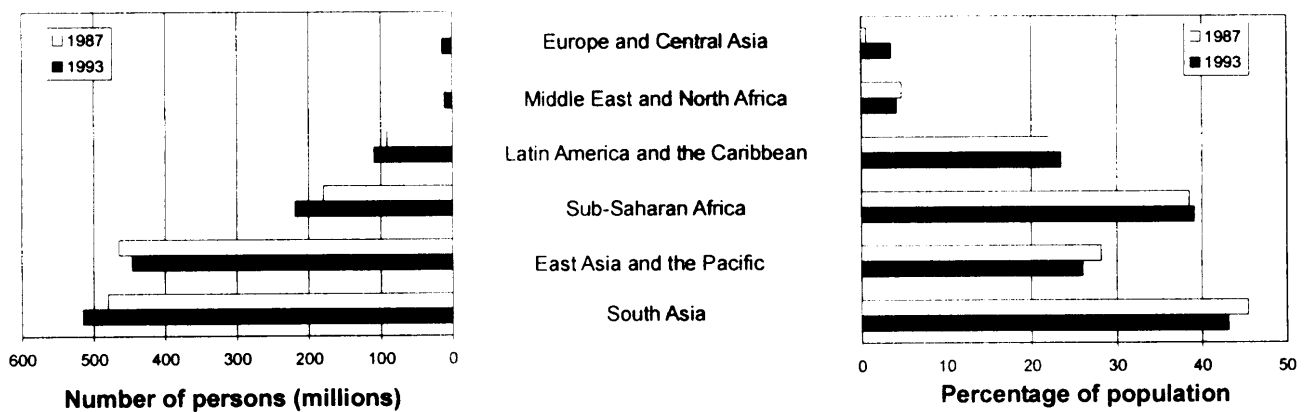 1987
1993
Europe and Central Asia
Middle East and North Africa
Latin America and the Caribbean
Sub-Saharan Africa
East Asia and the Pacific
South Asia
600 500 400 300 200 100 0
Number of persons (millions)
1987
1993
0 10 20 30 40 50
Percentage of population